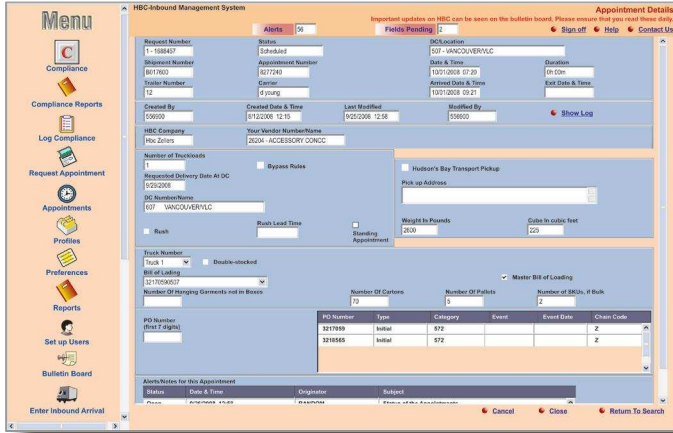 Menu
Compliance
Compliance Reports
Log Compliance
Request Appointment
Appointments
Profiles
Preferences
Reports
Set up Users
Bulletin Board
Enter Inbound Arrival
HBC-Inbound Management System
Appointment Details
Important updates on HBC can be seen on the bulletin board. Please ensure that you read these daily.
Alerts 56 Fields Pending 2 Sign off Help Contact Us
Request Number Status DC/Location
1 - 1688457 Scheduled 607 - VANCOUVER/VLC
Shipment Number Appointment Number Date & Time Duration
B017600 8277240 10/01/2008 07:20 0h:00m
Trailer Number Carrier Arrived Date & Time Exit Date & Time
12 d young 10/01/2008 09:21
Created By Created Date & Time Last Modified Modified By
556900 8/12/2008 12:15 9/25/2008 12:58 556900 Show Log
HBC Company Your Vendor Number/Name
Hbc Zellers 26204 - ACCESSORY CONCC
Number of Truckloads
1 Bypass Rules Hudson's Bay Transport Pickup
Requested Delivery Date At DC Pick up Address
9/29/2008
DC Number/Name
607 VANCOUVER/VLC
Rush Rush Lead Time Standing Appointment
Weight In Pounds Cube In cubic feet
2600 225
Truck Number
Truck 1 Double-stocked
Bill of Lading
32170590507 Master Bill of Loading
Number Of Hanging Garments not in Boxes Number Of Cartons Number Of Pallets Number of SKUs, if Bulk
70 5 2
PO Number
(first 7 digits)
PO Number Type Category Event Event Date Chain Code
3217059 Initial 572 Z
3218565 Initial 572 Z
Alerts/Notes for this Appointment
Status Date & Time Originator Subject
Cancel Close Return To Search